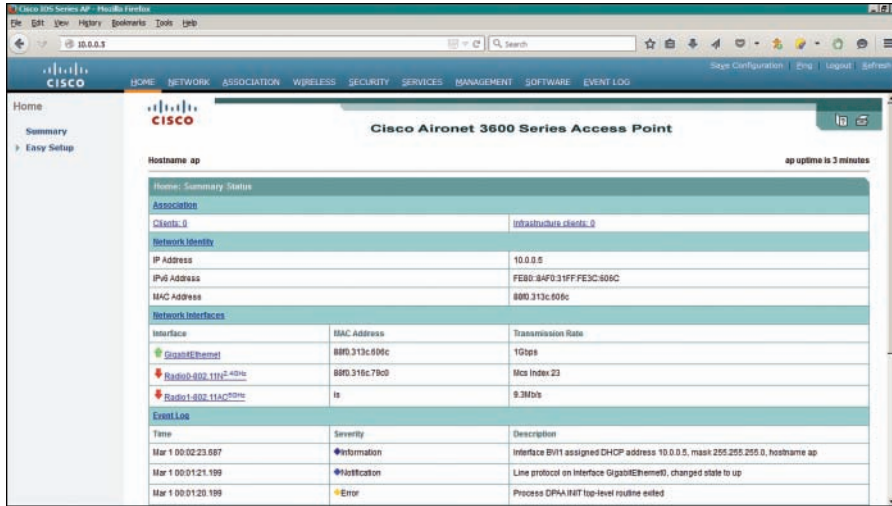 Cisco IOS Series AP - Mozilla Firefox
File Edit View History Bookmarks Tools Help
10.0.0.5
Search
CISCO
HOME NETWORK ASSOCIATION WIRELESS SECURITY SERVICES MANAGEMENT SOFTWARE EVENT LOG
Save Configuration | Ping | Logout | Refresh
Home
Summary
Easy Setup
CISCO
Cisco Aironet 3600 Series Access Point
Hostname ap
ap uptime is 3 minutes
Home: Summary Status
Association
Clients: 0 Infrastructure clients: 0
Network Identity
IP Address 10.0.0.5
IPv6 Address FE80::8AF0:31FF:FE3C:606C
MAC Address 88f0.313c.606c
Network Interfaces
Interface MAC Address Transmission Rate
GigabitEthernet 88f0.313c.606c 1Gbps
Radio0-802.11N2.4GHz 88f0.316c.79c0 Mcs Index 23
Radio1-802.11AC5GHz is 9.3Mb/s
Event Log
Time Severity Description
Mar 1 00:02:23.687 Information Interface BVI1 assigned DHCP address 10.0.0.5, mask 255.255.255.0, hostname ap
Mar 1 00:01:21.199 Notification Line protocol on Interface GigabitEthernet0, changed state to up
Mar 1 00:01:20.199 Error Process DPAA INIT top-level routine exited